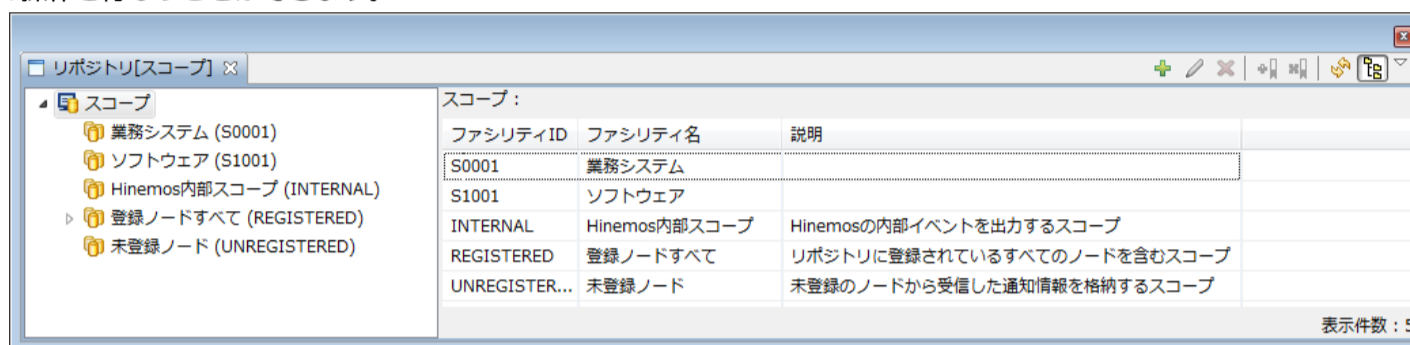 リポジトリ[スコープ]
スコープ
業務システム (S0001)
ソフトウェア (S1001)
Hinemos内部スコープ (INTERNAL)
登録ノードすべて (REGISTERED)
未登録ノード (UNREGISTERED)
スコープ：
ファシリティID ファシリティ名 説明
S0001 業務システム
S1001 ソフトウェア
INTERNAL Hinemos内部スコープ Hinemosの内部イベントを出力するスコープ
REGISTERED 登録ノードすべて リポジトリに登録されているすべてのノードを含むスコープ
UNREGISTER... 未登録ノード 未登録のノードから受信した通知情報を格納するスコープ
表示件数：5